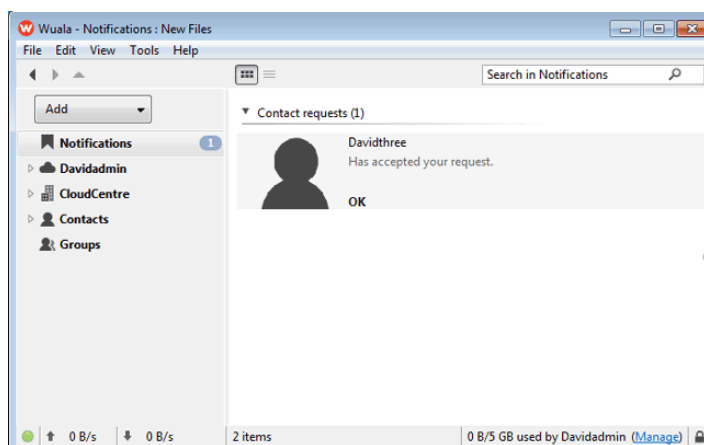 Wuala - Notifications : New Files
File Edit View Tools Help
Search in Notifications
Add
Notifications 1
Davidadmin
CloudCentre
Contacts
Groups
Contact requests (1)
Davidthree
Has accepted your request.
OK
0 B/s 0 B/s 2 items 0 B/5 GB used by Davidadmin (Manage)